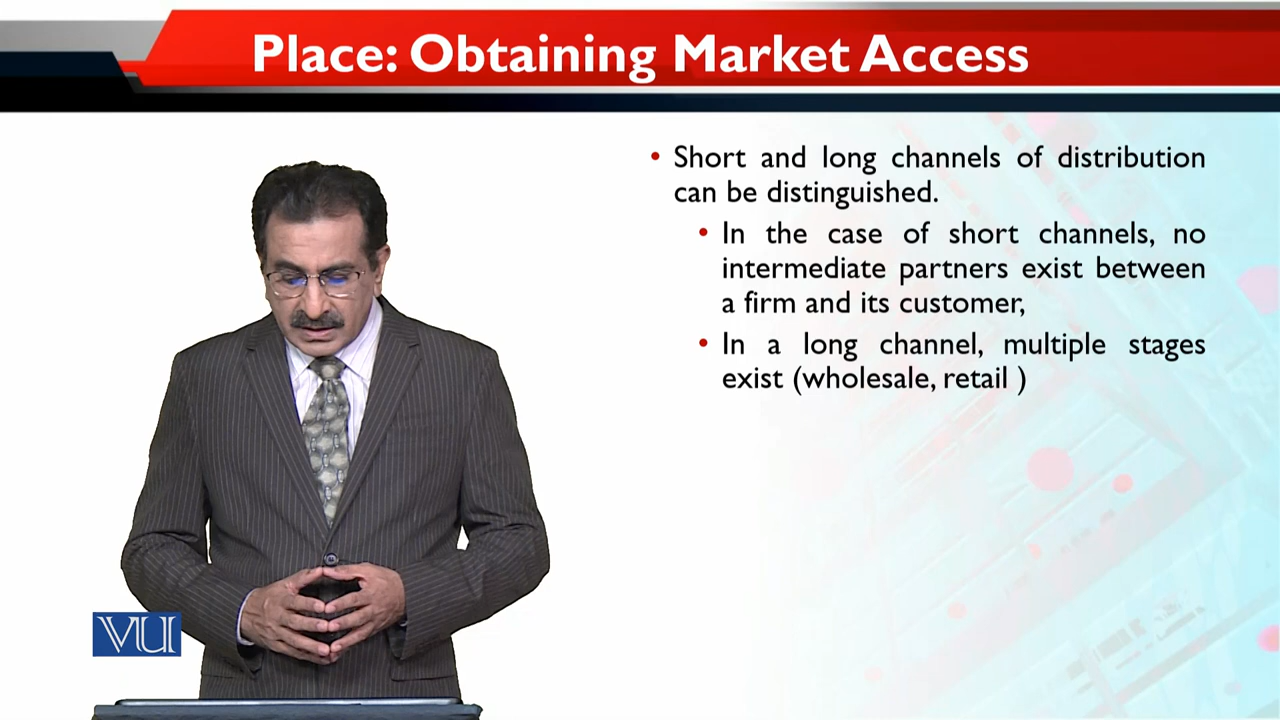 Place: Obtaining Market Access
• Short and long channels of distribution
can be distinguished.
• In the case of short channels, no
intermediate partners exist between
a firm and its customer,
• In a long channel, multiple stages
exist (wholesale, retail )
VU